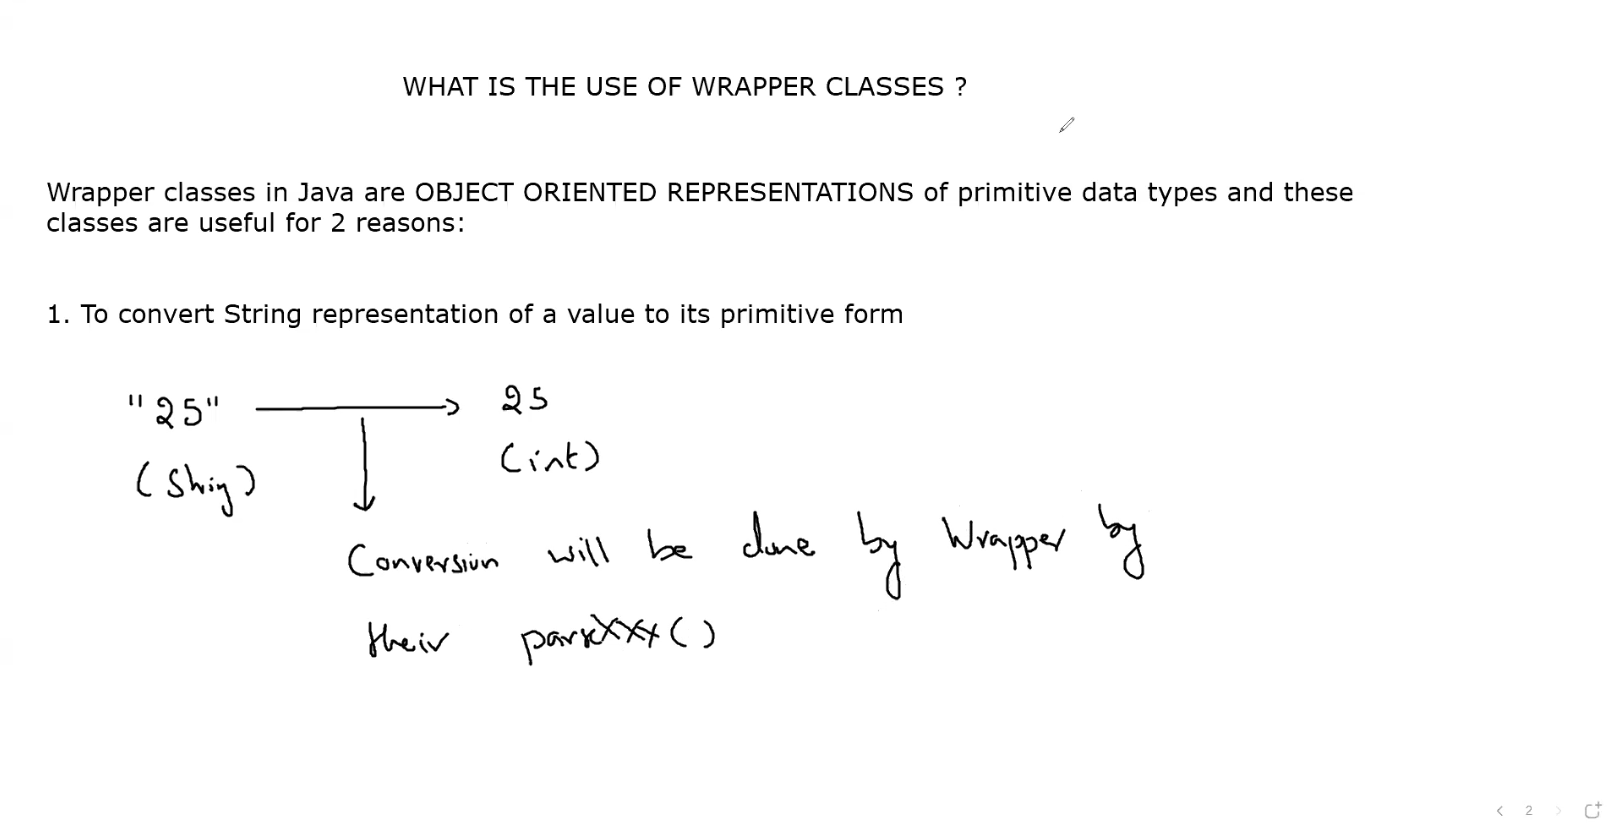 WHAT IS THE USE OF WRAPPER CLASSES ?
Wrapper classes in Java are OBJECT ORIENTED REPRESENTATIONS of primitive data types and these
classes are useful for 2 reasons:
1. To convert String representation of a value to its primitive form
"25" 25
(String) (int)
Conversion will be done by Wrapper by
their parseXxx()
2